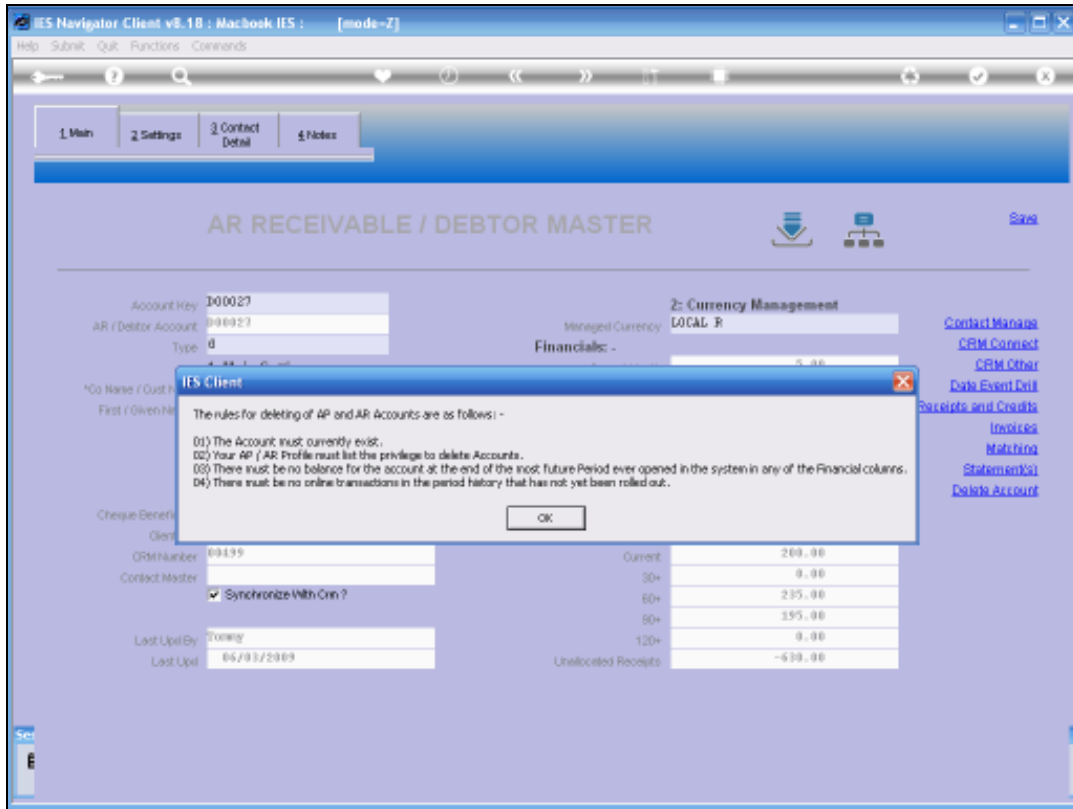 IES Navigator Client v8.18 : Macbook IES : [mode=Z]
Help Submit Quit Functions Commands
1 Main
2 Settings
3 Contact Detail
4 Notes
AR RECEIVABLE / DEBTOR MASTER
Save
Account Key D00027
2: Currency Management
AR / Debtor Account D00027
Managed Currency LOCAL R
Contact Manage
Type d
Financials: -
CRM Connect
5.00
CRM Other
*Co Name / Cust
IES Client
Date Event Drill
First / Given
Receipts and Credits
The rules for deleting of AP and AR Accounts are as follows: -
Invoices
01) The Account must currently exist.
Matching
02) Your AP / AR Profile must list the privilege to delete Accounts.
03) There must be no balance for the account at the end of the most future Period ever opened in the system in any of the Financial columns.
Statement(s)
04) There must be no online transactions in the period history that has not yet been rolled out.
Delete Account
OK
Cheque
Client
CRM Number 00499
Current 200.00
Contact Master
30+ 0.00
Synchronize With Crm ?
60+ 235.00
90+ 195.00
Last Upd By Tommy
120+ 0.00
Last Upd 06/03/2009
Unallocated Receipts -630.00